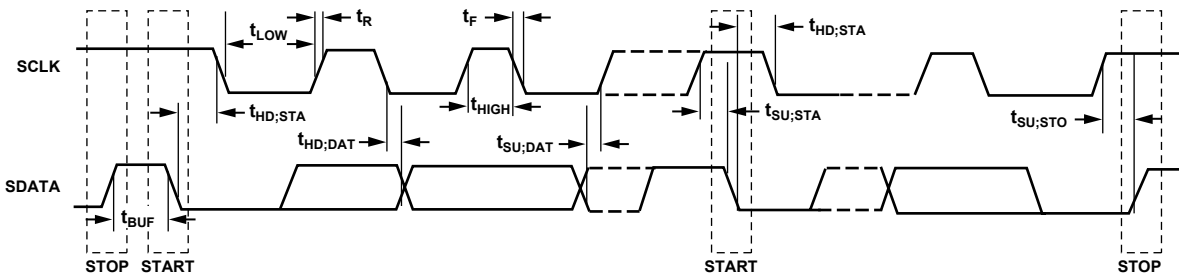 tR
tF
tLOW
tHD;STA
SCLK
tHD;STA
tHIGH
tSU;STA
tHD;DAT
tSU;DAT
tSU;STO
SDATA
tBUF
STOP START START STOP